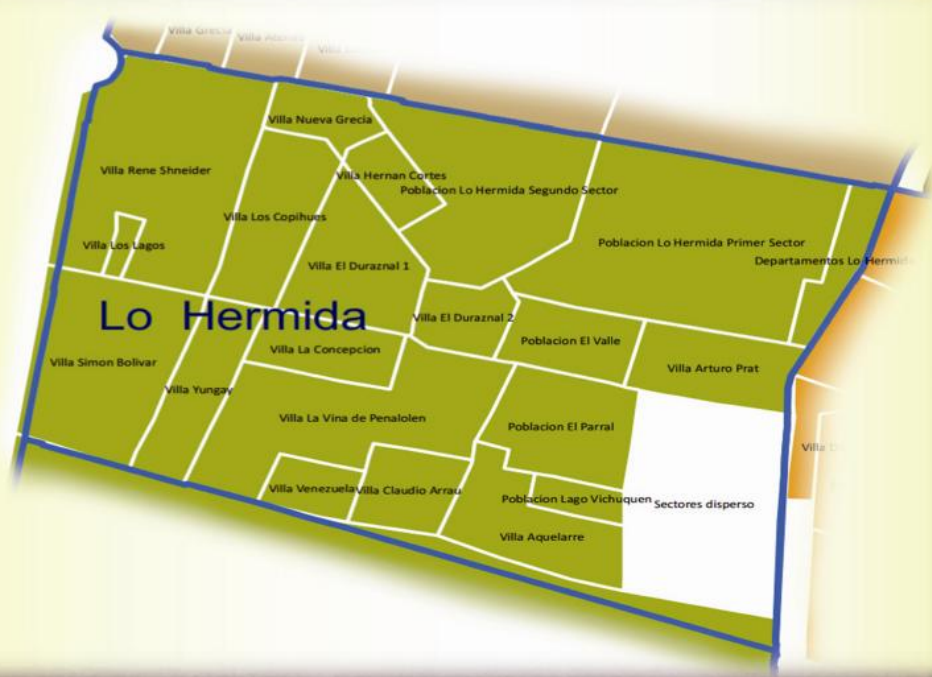 Villa Grecia
Villa Nueva Grecia
Villa Rene Shneider
Villa Hernan Cortes
Poblacion Lo Hermida Segundo Sector
Villa Los Copihues
Villa Los Lagos
Poblacion Lo Hermida Primer Sector
Departamentos Lo Hermida
Villa El Duraznal 1
Lo Hermida
Villa El Duraznal 2
Poblacion El Valle
Villa La Concepcion
Villa Simon Bolivar
Villa Arturo Prat
Villa Yungay
Villa La Vina de Penalolen
Poblacion El Parral
Villa
Villa Venezuela
Villa Claudio Arrau
Poblacion Lago Vichuquen
Sectores disperso
Villa Aquelarre